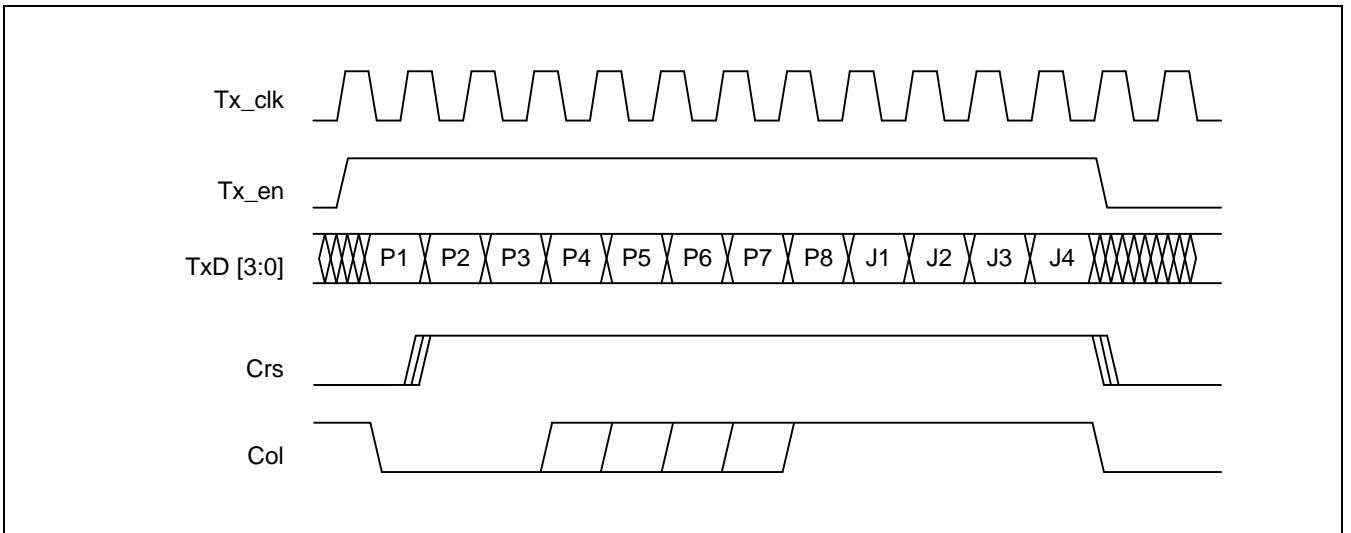 Tx_clk
Tx_en
TxD [3:0] P1 P2 P3 P4 P5 P6 P7 P8 J1 J2 J3 J4
Crs
Col